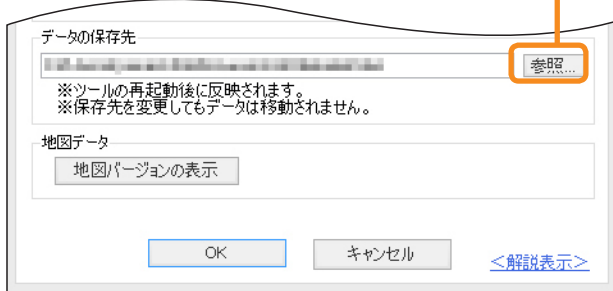 データの保存先
参照...
※ツールの再起動後に反映されます。
※保存先を変更してもデータは移動されません。
地図データ
地図バージョンの表示
OK
キャンセル
<解説表示>